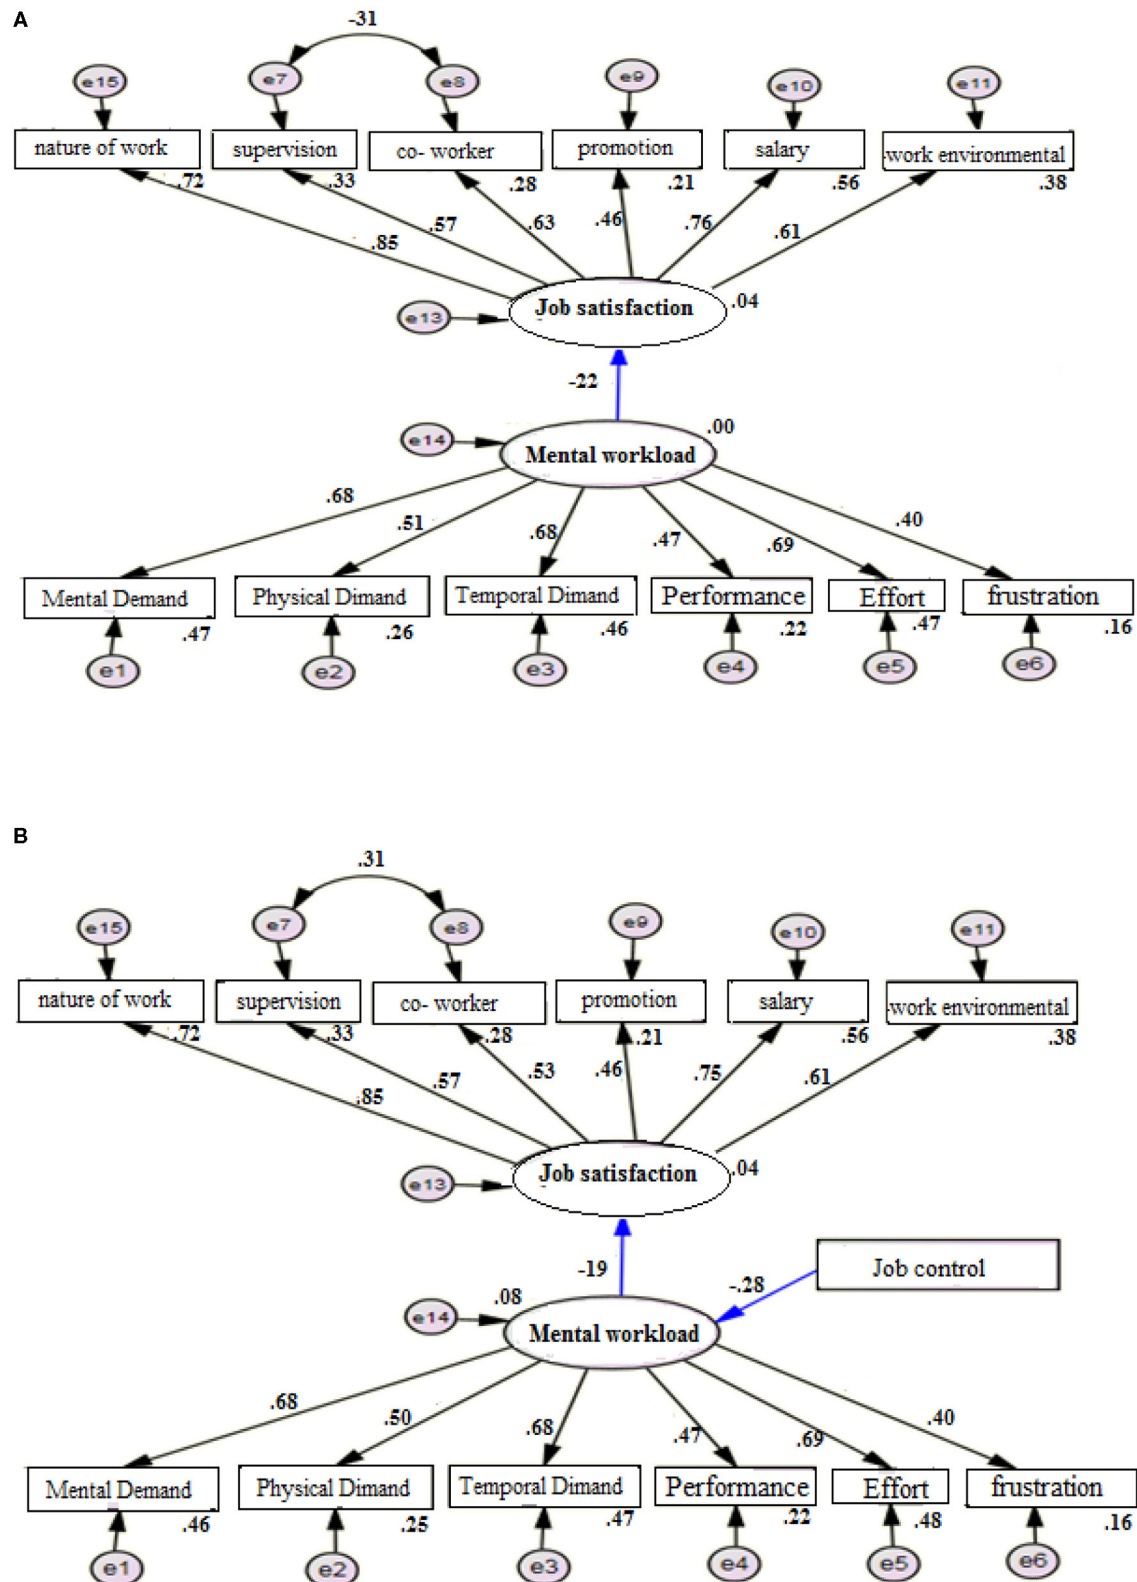 A
-31
e15 e7 e8 e9 e10 e11
nature of work supervision co- worker promotion salary work environmental
.72 .33 .28 .21 .56 .38
.85 .57 .63 .46 .76 .61
e13 Job satisfaction .04
-22
e14 Mental workload .00
.68 .51 .68 .47 .69 .40
Mental Demand Physical Dimand Temporal Dimand Performance Effort frustration
.47 .26 .46 .22 .47 .16
e1 e2 e3 e4 e5 e6
B
.31
e15 e7 e8 e9 e10 e11
nature of work supervision co- worker promotion salary work environmental
.72 .33 .28 .21 .56 .38
.85 .57 .53 .46 .75 .61
e13 Job satisfaction .04
-19 Job control
-.28
e14 .08 Mental workload
.68 .50 .68 .47 .69 .40
Mental Demand Physical Dimand Temporal Dimand Performance Effort frustration
.46 .25 .47 .22 .48 .16
e1 e2 e3 e4 e5 e6